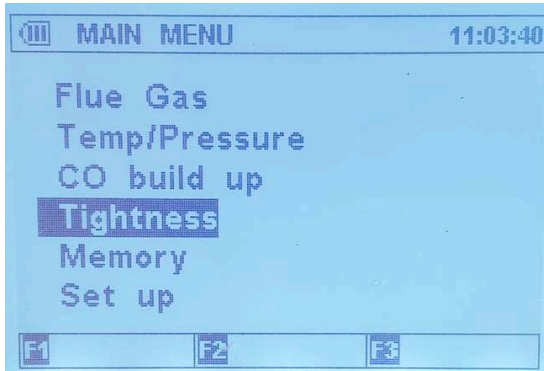 MAIN MENU 11:03:40
Flue Gas
Temp/Pressure
CO build up
Tightness
Memory
Set up
F1 F2 F3